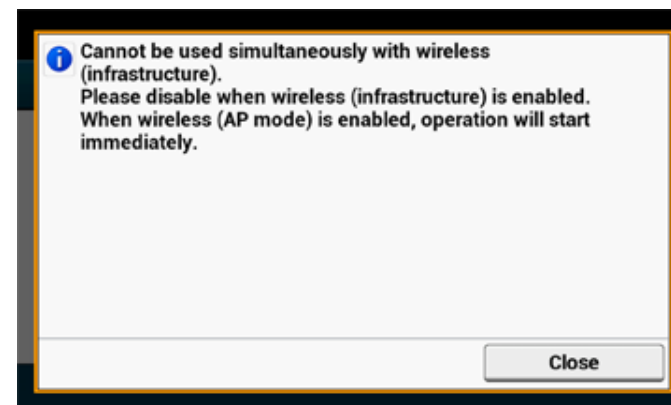 Cannot be used simultaneously with wireless
(infrastructure).
Please disable when wireless (infrastructure) is enabled.
When wireless (AP mode) is enabled, operation will start
immediately.
Close